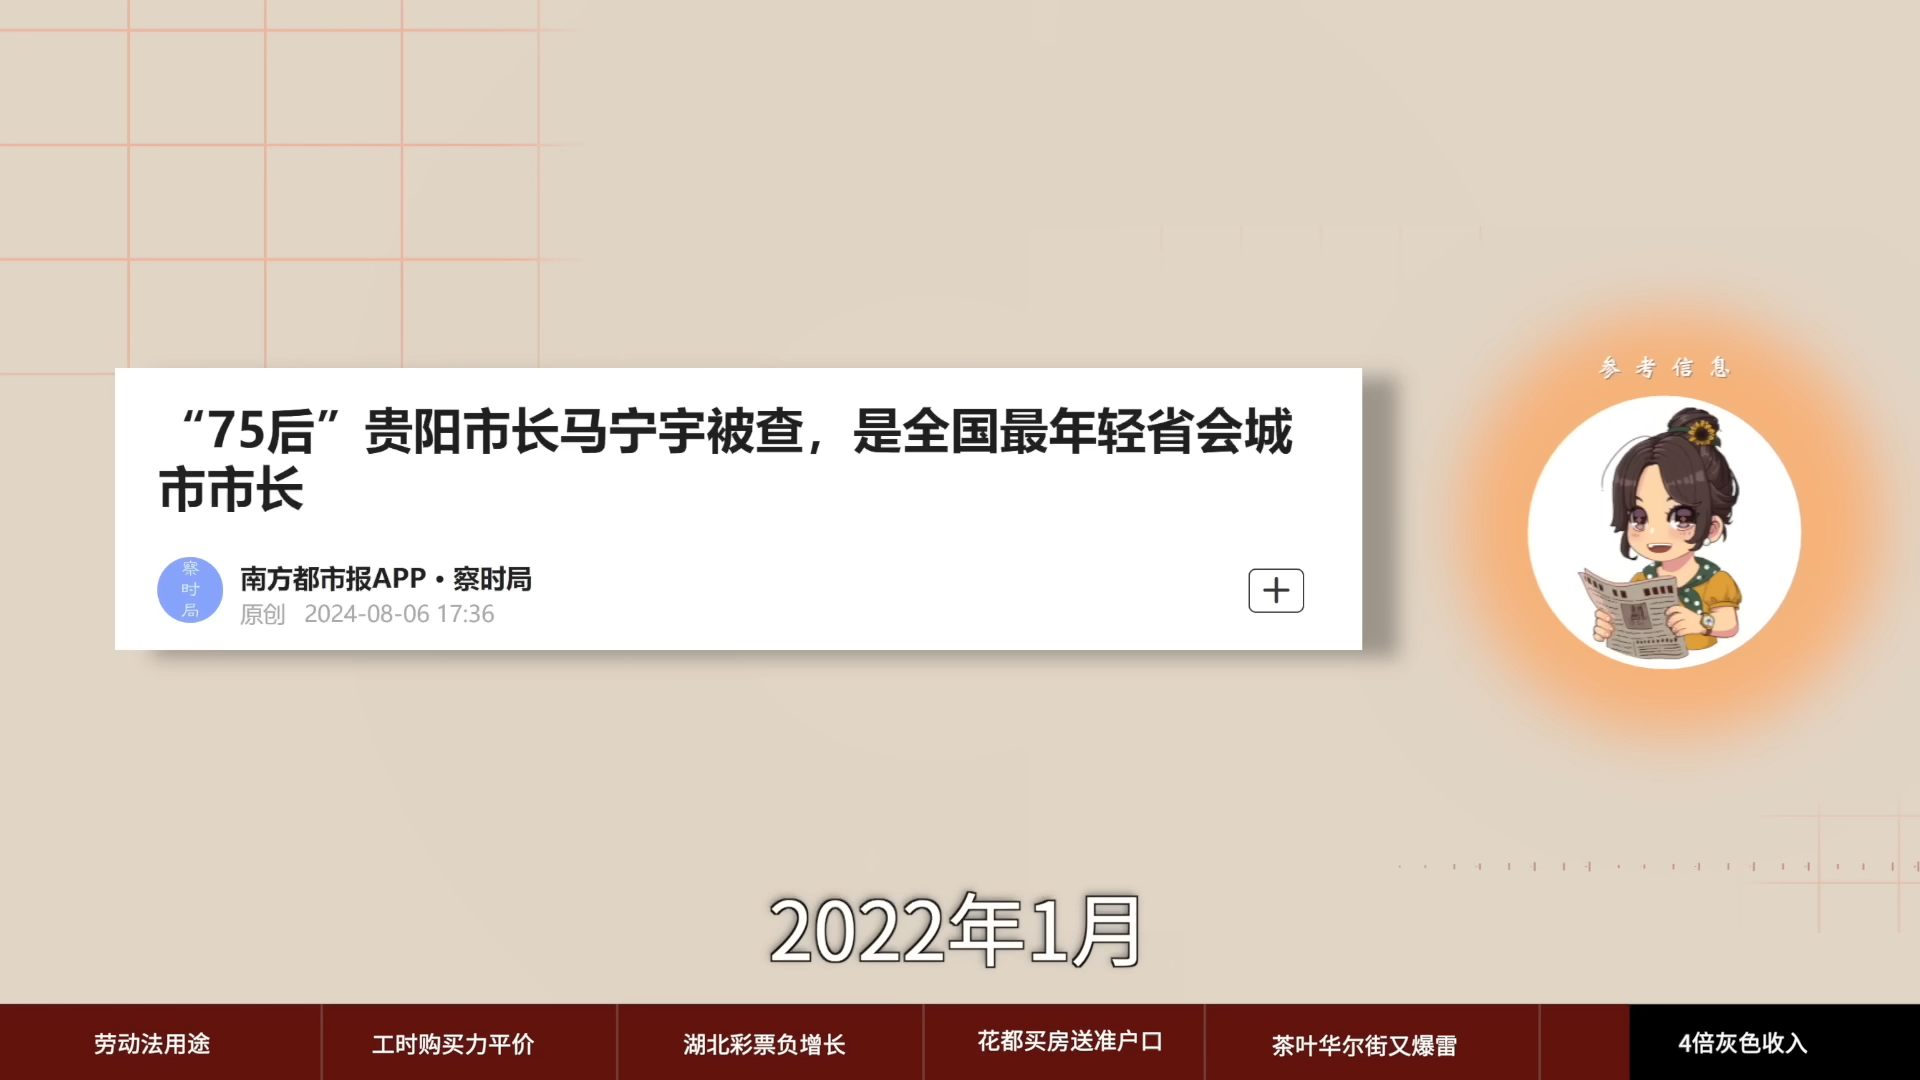 “75后”贵阳市长马宁宇被查，是全国最年轻省会城
市市长
察
时
局
南方都市报APP·察时局
原创 2024-08-06 17:36
参考信息
2022年1月
劳动法用途
工时购买力平价
湖北彩票负增长
花都买房送准户口
茶叶华尔街又爆雷
4倍灰色收入